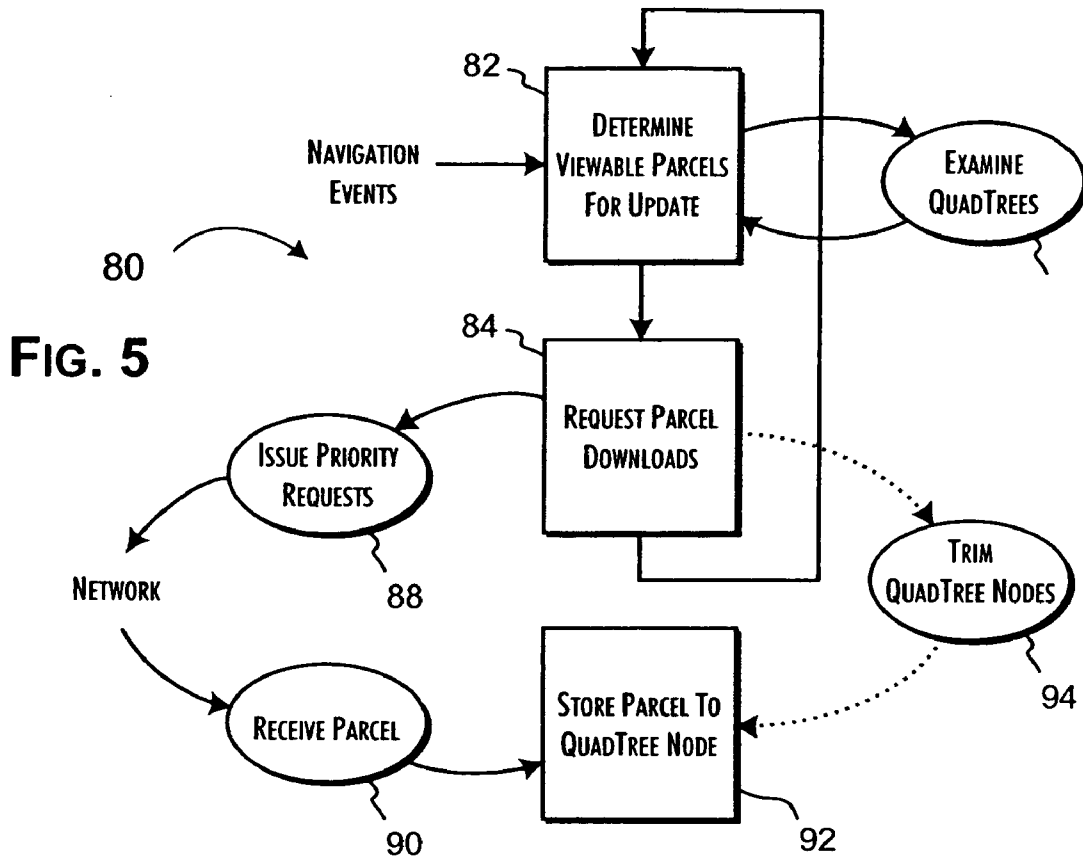 82
DETERMINE
VIEWABLE PARCELS
FOR UPDATE
NAVIGATION
EVENTS
EXAMINE
QUADTREES
80
FIG. 5
84
REQUEST PARCEL
DOWNLOADS
ISSUE PRIORITY
REQUESTS
88
TRIM
QUADTREE NODES
94
NETWORK
RECEIVE PARCEL
90
STORE PARCEL TO
QUADTREE NODE
92